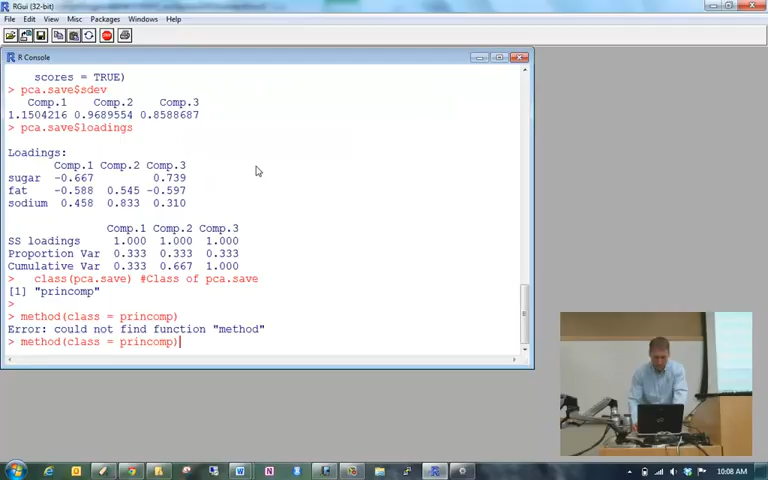 RGui (32-bit)
File Edit View Misc Packages Windows Help
R Console
scores = TRUE)
> pca.save$sdev
Comp.1 Comp.2 Comp.3
1.1504216 0.9689554 0.8588687
> pca.save$loadings
Loadings:
Comp.1 Comp.2 Comp.3
sugar -0.667 0.739
fat -0.588 0.545 -0.597
sodium 0.458 0.833 0.310
Comp.1 Comp.2 Comp.3
SS loadings 1.000 1.000 1.000
Proportion Var 0.333 0.333 0.333
Cumulative Var 0.333 0.667 1.000
> class(pca.save) #Class of pca.save
[1] "princomp"
>
> method(class = princomp)
Error: could not find function "method"
> method(class = princomp)
10:08 AM